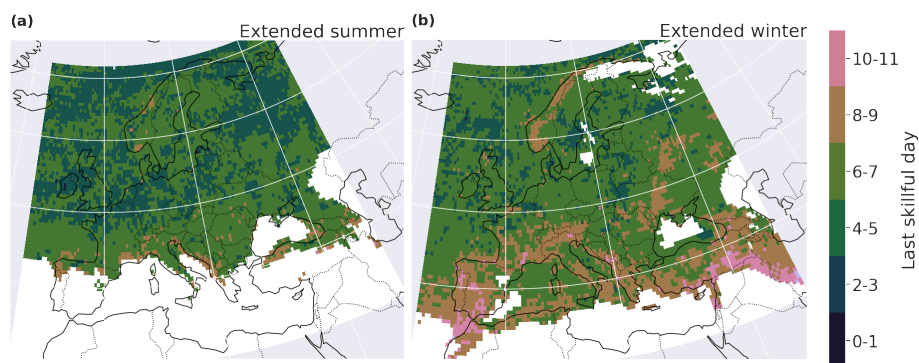 (a)
Extended summer
(b)
Extended winter
10-11
8-9
6-7
4-5
2-3
0-1
Last skillful day